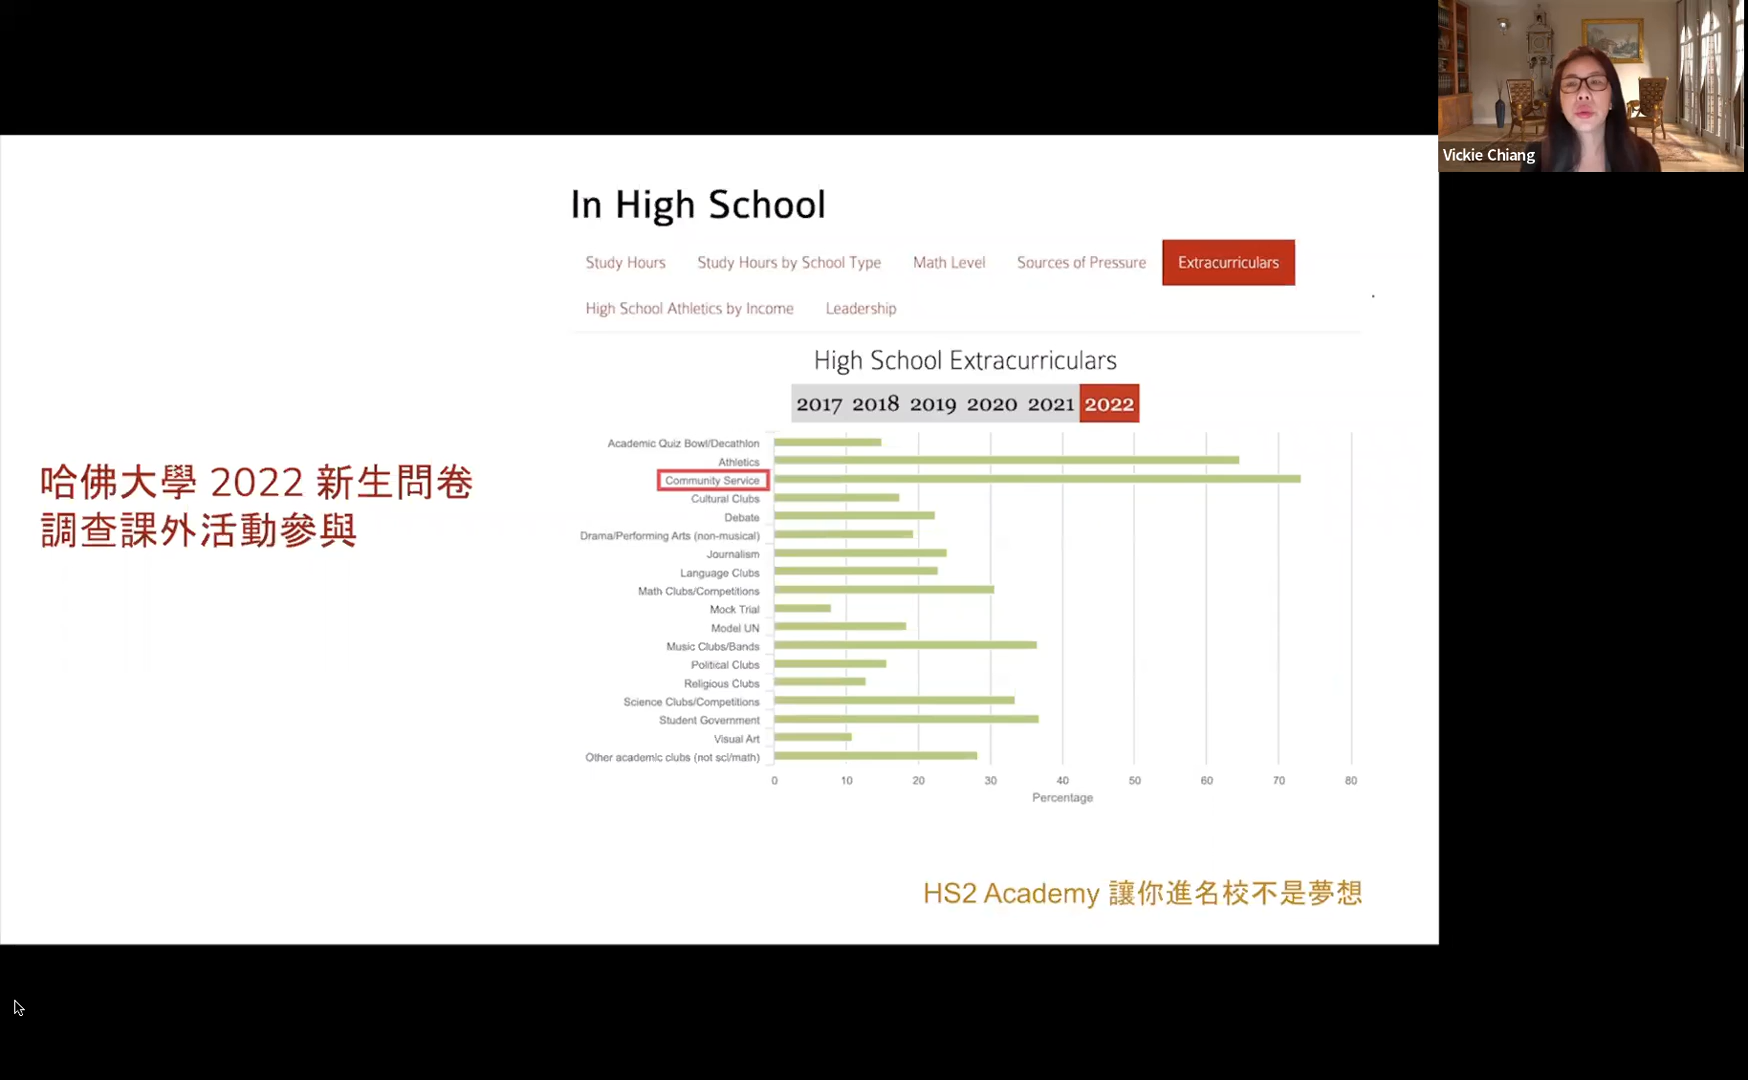 Vickie Chiang
In High School
Study Hours
Study Hours by School Type
Math Level
Sources of Pressure
Extracurriculars
High School Athletics by Income
Leadership
High School Extracurriculars
2017 2018 2019 2020 2021 2022
哈佛大學 2022 新生問卷
調查課外活動參與
Academic Quiz Bowl/Decathlon
Athletics
Community Service
Cultural Clubs
Debate
Drama/Performing Arts (non-musical)
Journalism
Language Clubs
Math Clubs/Competitions
Mock Trial
Model UN
Music Clubs/Bands
Political Clubs
Religious Clubs
Science Clubs/Competitions
Student Government
Visual Art
Other academic clubs (not sci/math)
0 10 20 30 40 50 60 70 80
Percentage
HS2 Academy 讓你進名校不是夢想